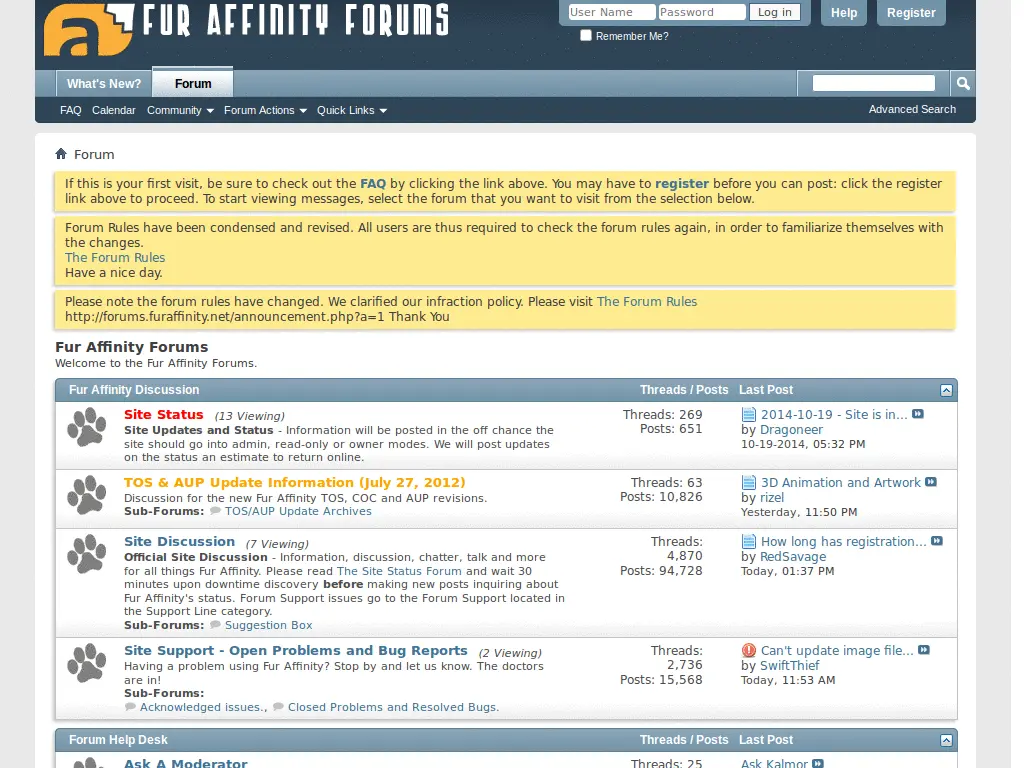 FUR AFFINITY FORUMS
User Name Password Log in Help Register
Remember Me?
What's New? Forum
FAQ Calendar Community Forum Actions Quick Links Advanced Search
Forum
If this is your first visit, be sure to check out the FAQ by clicking the link above. You may have to register before you can post: click the register
link above to proceed. To start viewing messages, select the forum that you want to visit from the selection below.
Forum Rules have been condensed and revised. All users are thus required to check the forum rules again, in order to familiarize themselves with
the changes.
The Forum Rules
Have a nice day.
Please note the forum rules have changed. We clarified our infraction policy. Please visit The Forum Rules
http://forums.furaffinity.net/announcement.php?a=1 Thank You
Fur Affinity Forums
Welcome to the Fur Affinity Forums.
Fur Affinity Discussion Threads / Posts Last Post
Site Status (13 Viewing)
Site Updates and Status - Information will be posted in the off chance the
site should go into admin, read-only or owner modes. We will post updates
on the status an estimate to return online.
Threads: 269
Posts: 651
2014-10-19 - Site is in...
by Dragoneer
10-19-2014, 05:32 PM
TOS & AUP Update Information (July 27, 2012)
Discussion for the new Fur Affinity TOS, COC and AUP revisions.
Sub-Forums: TOS/AUP Update Archives
Threads: 63
Posts: 10,826
3D Animation and Artwork
by rizel
Yesterday, 11:50 PM
Site Discussion (7 Viewing)
Official Site Discussion - Information, discussion, chatter, talk and more
for all things Fur Affinity. Please read The Site Status Forum and wait 30
minutes upon downtime discovery before making new posts inquiring about
Fur Affinity's status. Forum Support issues go to the Forum Support located in
the Support Line category.
Sub-Forums: Suggestion Box
Threads:
4,870
Posts: 94,728
How long has registration...
by RedSavage
Today, 01:37 PM
Site Support - Open Problems and Bug Reports (2 Viewing)
Having a problem using Fur Affinity? Stop by and let us know. The doctors
are in!
Sub-Forums:
Acknowledged issues., Closed Problems and Resolved Bugs.
Threads:
2,736
Posts: 15,568
Can't update image file...
by SwiftThief
Today, 11:53 AM
Forum Help Desk Threads / Posts Last Post
Ask A Moderator Threads: 25 Ask Kalmor